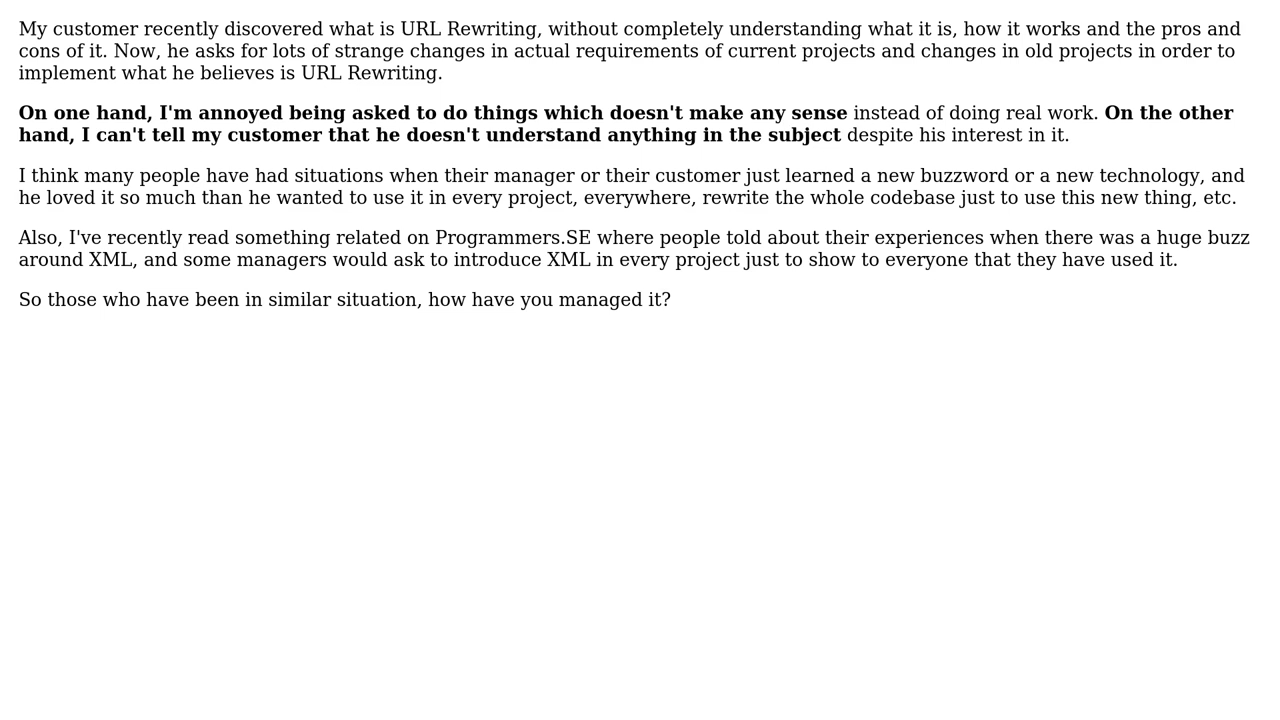 My customer recently discovered what is URL Rewriting, without completely understanding what it is, how it works and the pros and
cons of it. Now, he asks for lots of strange changes in actual requirements of current projects and changes in old projects in order to
implement what he believes is URL Rewriting.
On one hand, I'm annoyed being asked to do things which doesn't make any sense instead of doing real work. On the other
hand, I can't tell my customer that he doesn't understand anything in the subject despite his interest in it.
I think many people have had situations when their manager or their customer just learned a new buzzword or a new technology, and
he loved it so much than he wanted to use it in every project, everywhere, rewrite the whole codebase just to use this new thing, etc.
Also, I've recently read something related on Programmers.SE where people told about their experiences when there was a huge buzz
around XML, and some managers would ask to introduce XML in every project just to show to everyone that they have used it.
So those who have been in similar situation, how have you managed it?